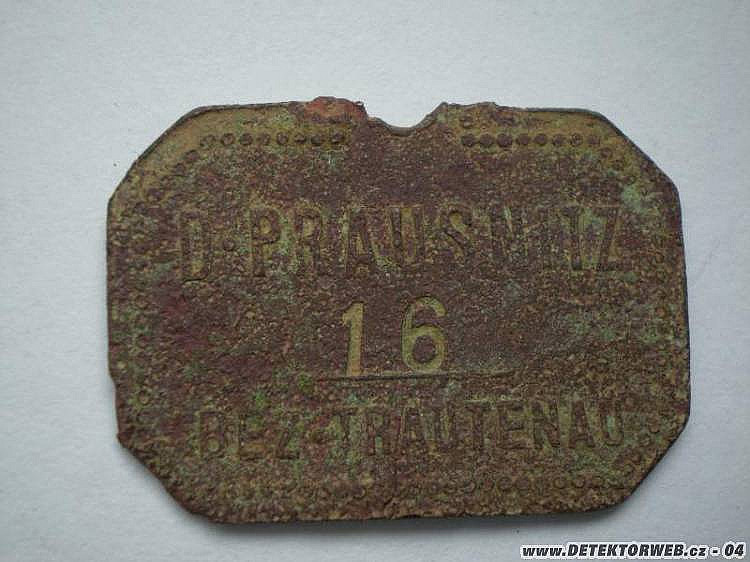 D·PRAUSNITZ
16
BEZ·TRAUTENAU
www.DETEKTORWEB.cz - 04